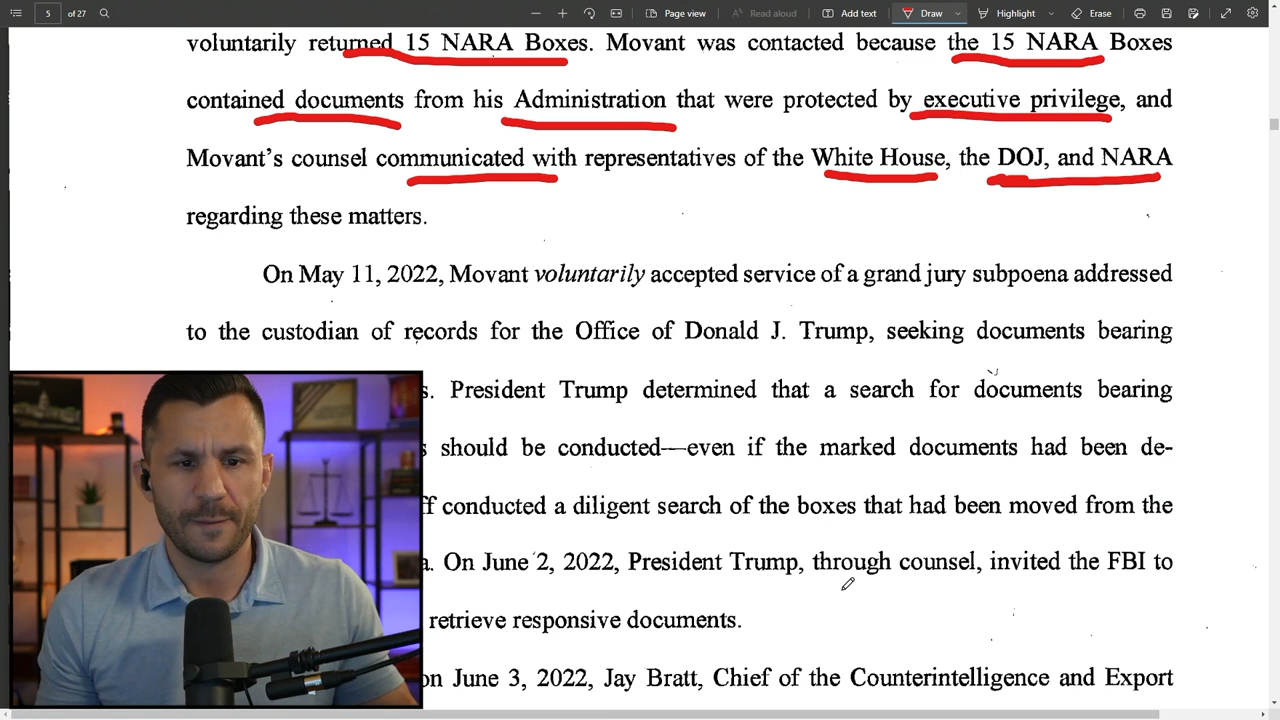 5 of 27 Page view Read aloud Add text Draw Highlight Erase
voluntarily returned 15 NARA Boxes. Movant was contacted because the 15 NARA Boxes
contained documents from his Administration that were protected by executive privilege, and
Movant's counsel communicated with representatives of the White House, the DOJ, and NARA
regarding these matters.
On May 11, 2022, Movant voluntarily accepted service of a grand jury subpoena addressed
to the custodian of records for the Office of Donald J. Trump, seeking documents bearing
s. President Trump determined that a search for documents bearing
s should be conducted—even if the marked documents had been de-
ff conducted a diligent search of the boxes that had been moved from the
a. On June 2, 2022, President Trump, through counsel, invited the FBI to
retrieve responsive documents.
on June 3, 2022, Jay Bratt, Chief of the Counterintelligence and Export